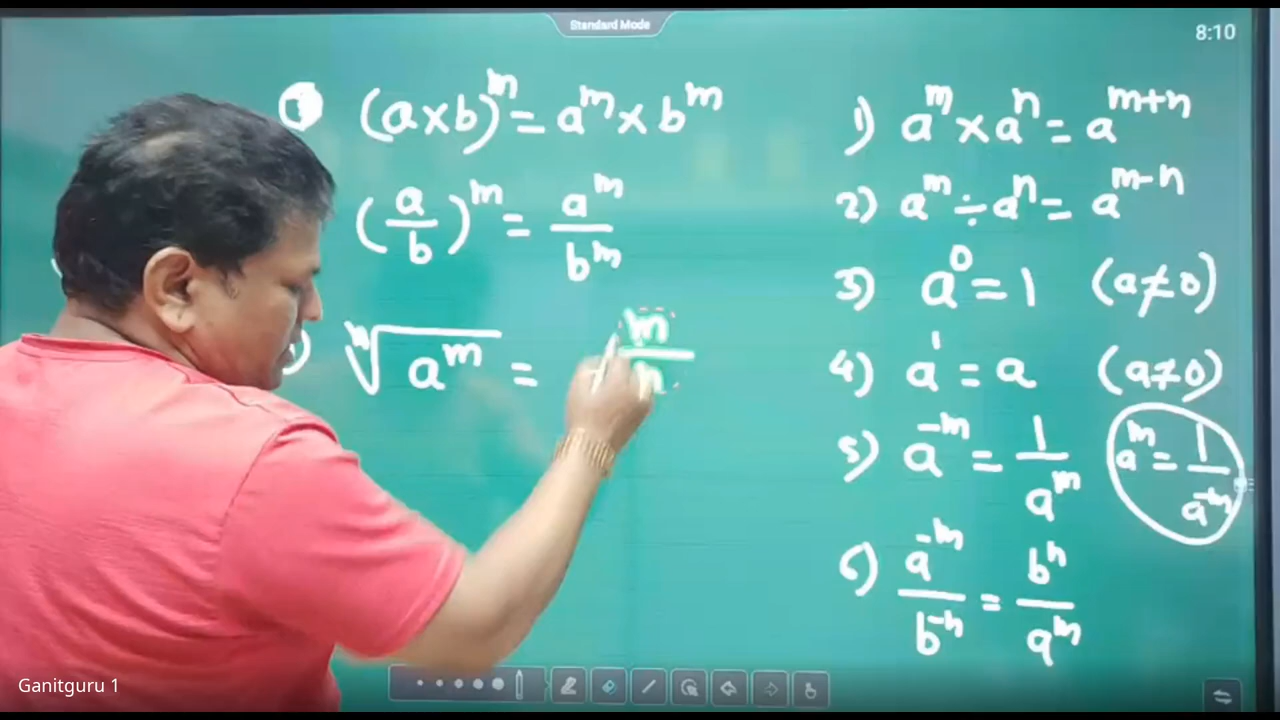 Standard Mode
8:10
(a×b)^m = a^m × b^m
(a/b)^m = a^m/b^m
) ⁿ√(a^m) = m/n
1) a^m × a^n = a^(m+n)
2) a^m ÷ a^n = a^(m-n)
3) a^0 = 1 (a≠0)
4) a^1 = a (a≠0)
5) a^(-m) = 1/a^m
a^m = 1/a^(-m)
6) a^(-m)/b^(-n) = b^n/a^m
Ganitguru 1